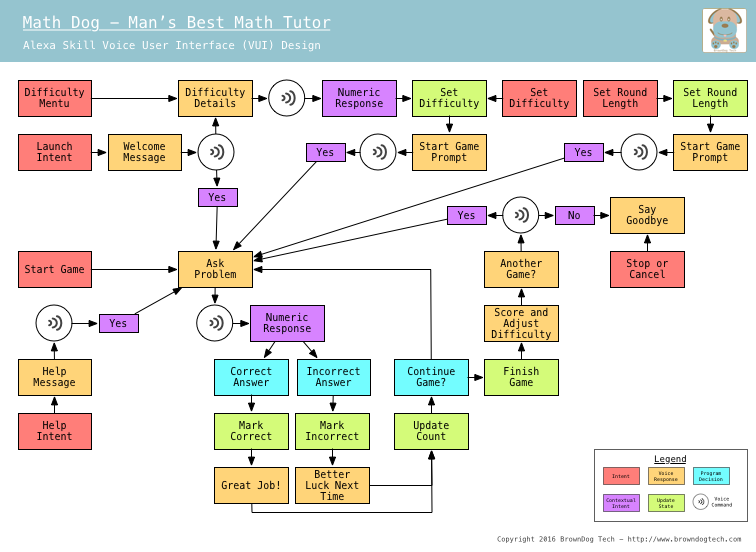 Math Dog – Man's Best Math Tutor
Alexa Skill Voice User Interface (VUI) Design
Difficulty
Mentu
Difficulty
Details
Numeric
Response
Set
Difficulty
Set
Difficulty
Set Round
Length
Set Round
Length
Launch
Intent
Welcome
Message
Yes
Start Game
Prompt
Yes
Start Game
Prompt
Yes
Yes
No
Say
Goodbye
Start Game
Ask
Problem
Another
Game?
Stop or
Cancel
Yes
Numeric
Response
Score and
Adjust
Difficulty
Help
Message
Correct
Answer
Incorrect
Answer
Continue
Game?
Finish
Game
Help
Intent
Mark
Correct
Mark
Incorrect
Update
Count
Great Job!
Better
Luck Next
Time
Legend
Intent
Voice
Response
Program
Decision
Contextual
Intent
Update
State
Voice
Command
Copyright 2016 BrownDog Tech – http://www.browndogtech.com